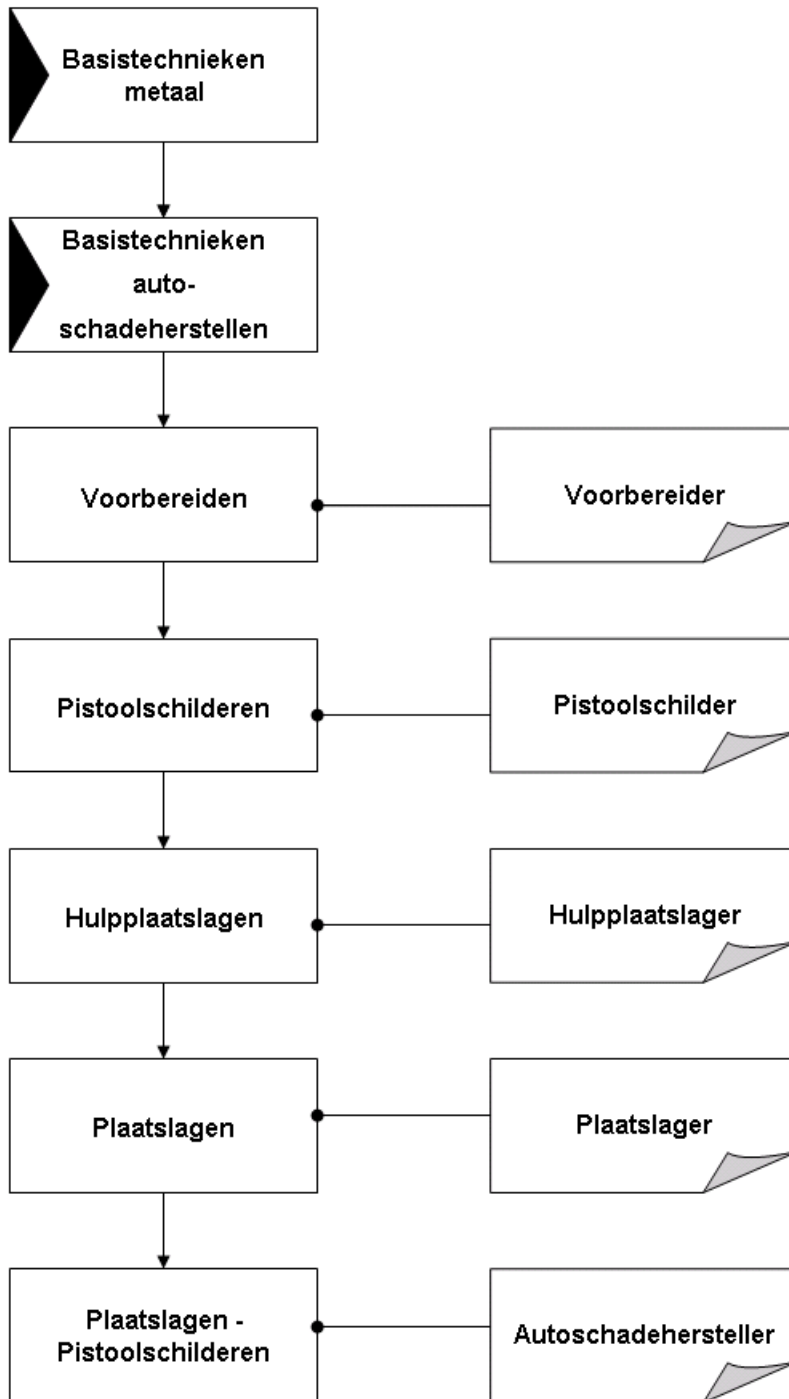 Basistechnieken
metaal
Basistechnieken
auto-
schadeherstellen
Voorbereiden
Voorbereider
Pistoolschilderen
Pistoolschilder
Hulpplaatslagen
Hulpplaatslager
Plaatslagen
Plaatslager
Plaatslagen -
Pistoolschilderen
Autoschadehersteller